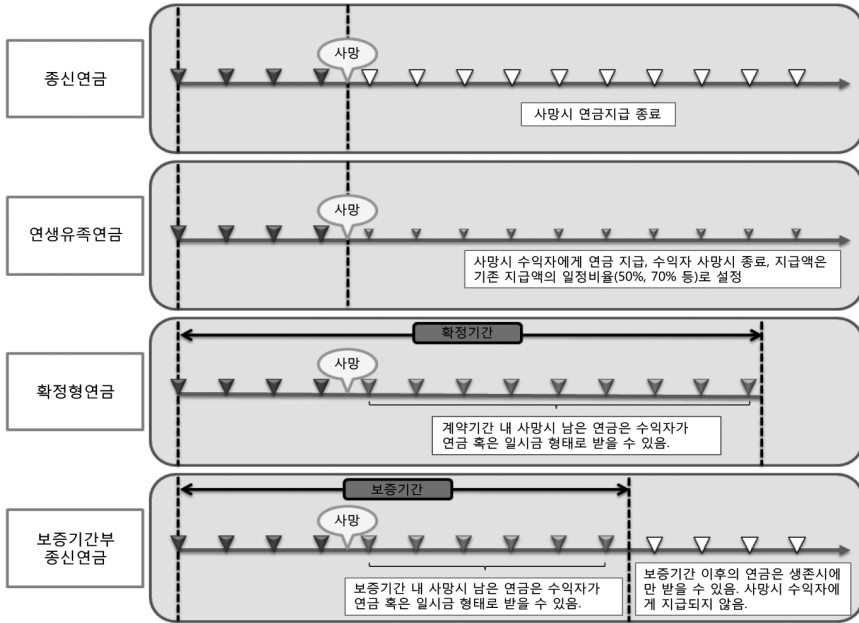 종신연금
사망
사망시 연금지급 종료
연생유족연금
사망
사망시 수익자에게 연금 지급, 수익자 사망시 종료, 지급액은
기존 지급액의 일정비율(50%, 70% 등)로 설정
확정형연금
확정기간
사망
계약기간 내 사망시 남은 연금은 수익자가
연금 혹은 일시금 형태로 받을 수 있음.
보증기간부
종신연금
보증기간
사망
보증기간 내 사망시 남은 연금은 수익자가
연금 혹은 일시금 형태로 받을 수 있음.
보증기간 이후의 연금은 생존시에
만 받을 수 있음. 사망시 수익자에
게 지급되지 않음.